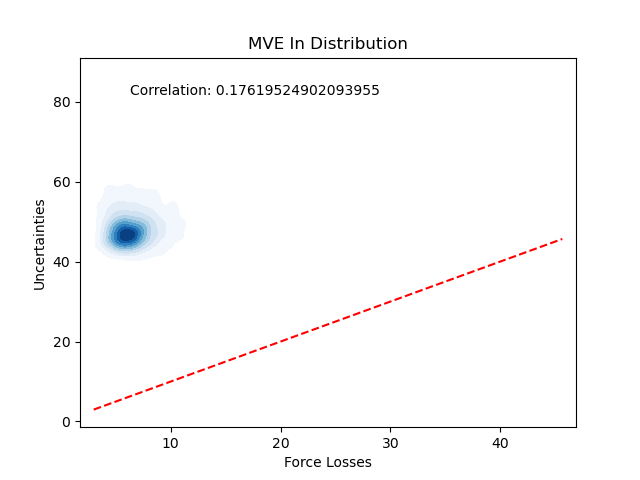 MVE In Distribution
Correlation: 0.17619524902093955
Uncertainties
80
60
40
20
0
10 20 30 40
Force Losses